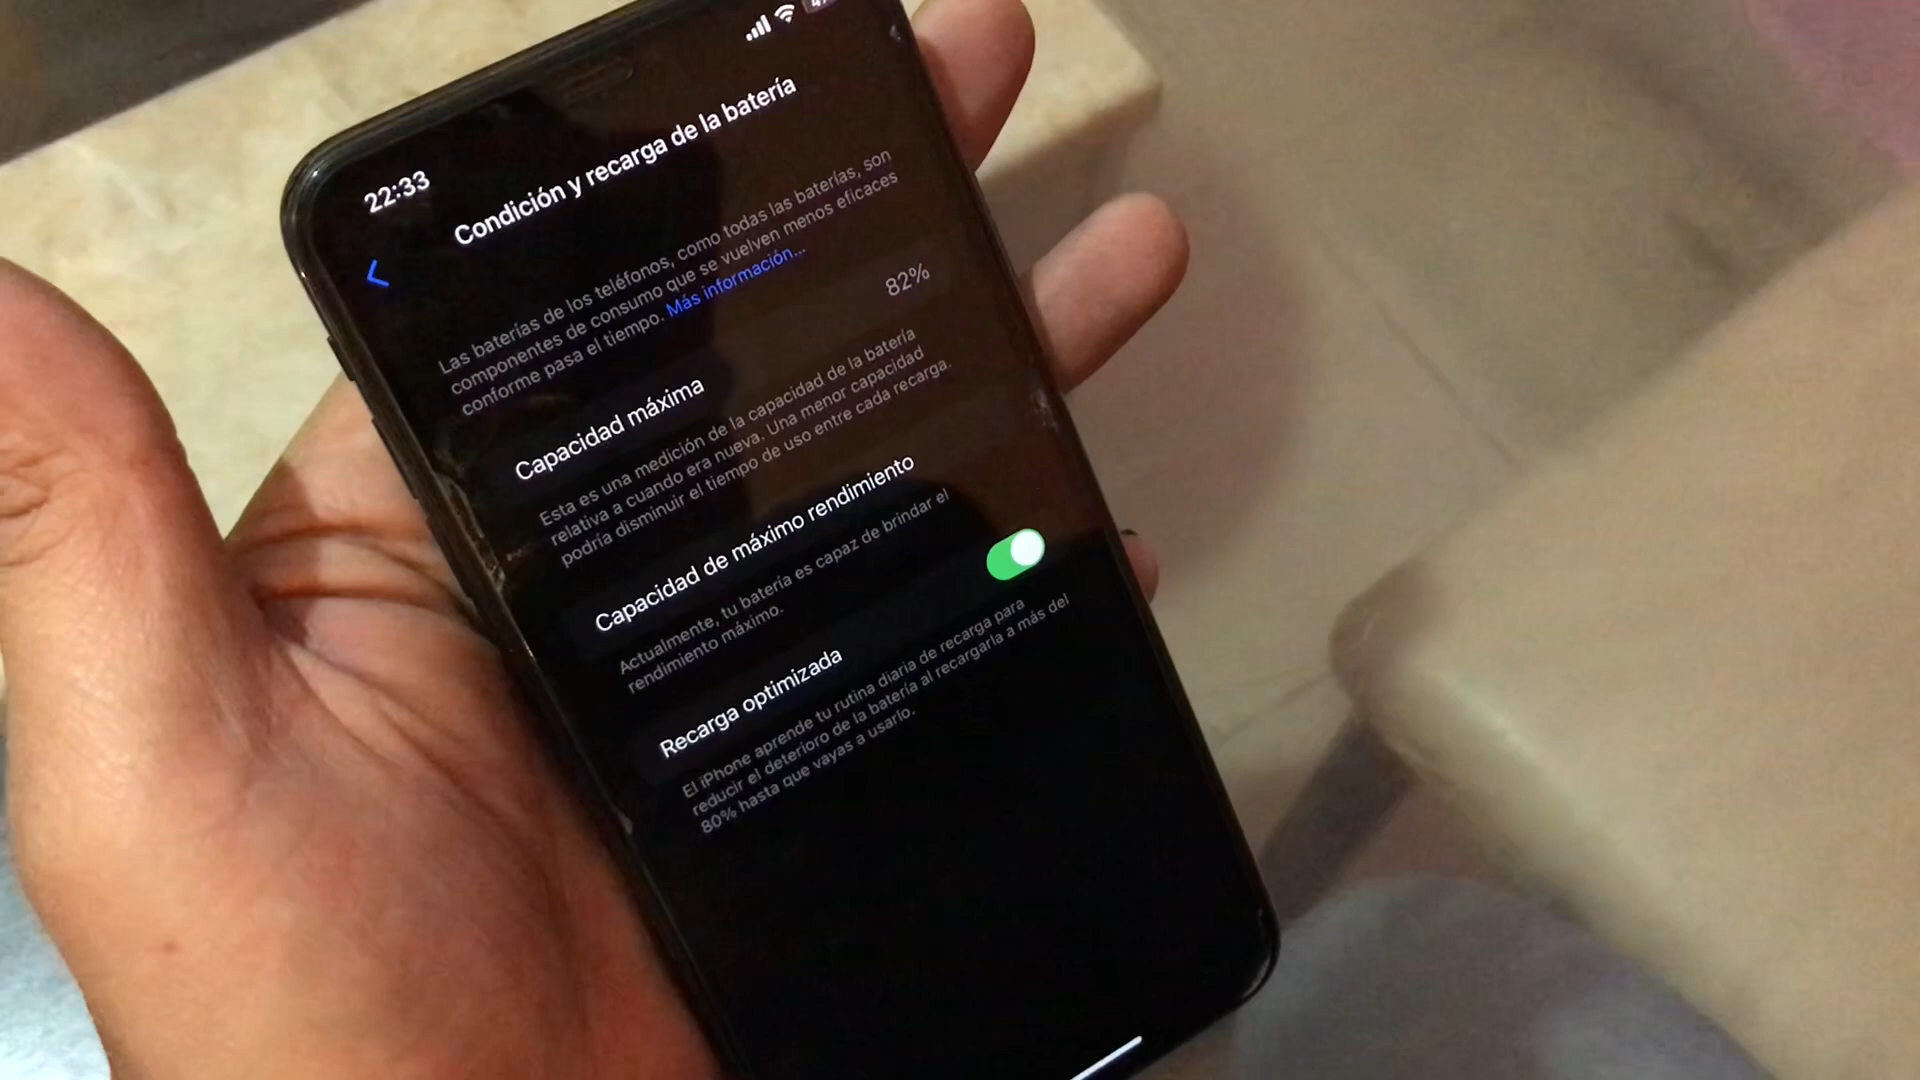 22:33
Condición y recarga de la batería
Las baterías de los teléfonos, como todas las baterías, son
componentes de consumo que se vuelven menos eficaces
conforme pasa el tiempo. Más información...
Capacidad máxima 82%
Esta es una medición de la capacidad de la batería
relativa a cuando era nueva. Una menor capacidad
podría disminuir el tiempo de uso entre cada recarga.
Capacidad de máximo rendimiento
Actualmente, tu batería es capaz de brindar el
rendimiento máximo.
Recarga optimizada
El iPhone aprende tu rutina diaria de recarga para
reducir el deterioro de la batería al recargarla a más del
80% hasta que vayas a usarlo.